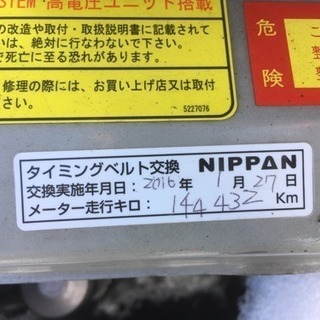 STEM・高電圧ユニット搭載
の改造や取付・取扱説明書に記載されて
いは、絶対に行なわないで下さい。
で死亡に至る恐れがあります。
修理の際には、お買い上げ店又は取
5227076
危
険
タイミングベルト交換 NIPPAN
交換実施年月日：2016年 1月27日
メーター走行キロ：144432 Km